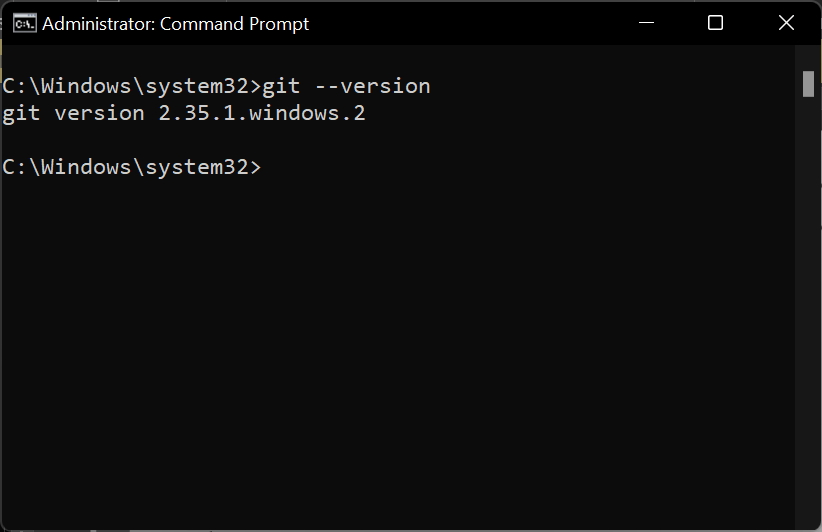 Administrator: Command Prompt
C:\Windows\system32>git --version
git version 2.35.1.windows.2
C:\Windows\system32>